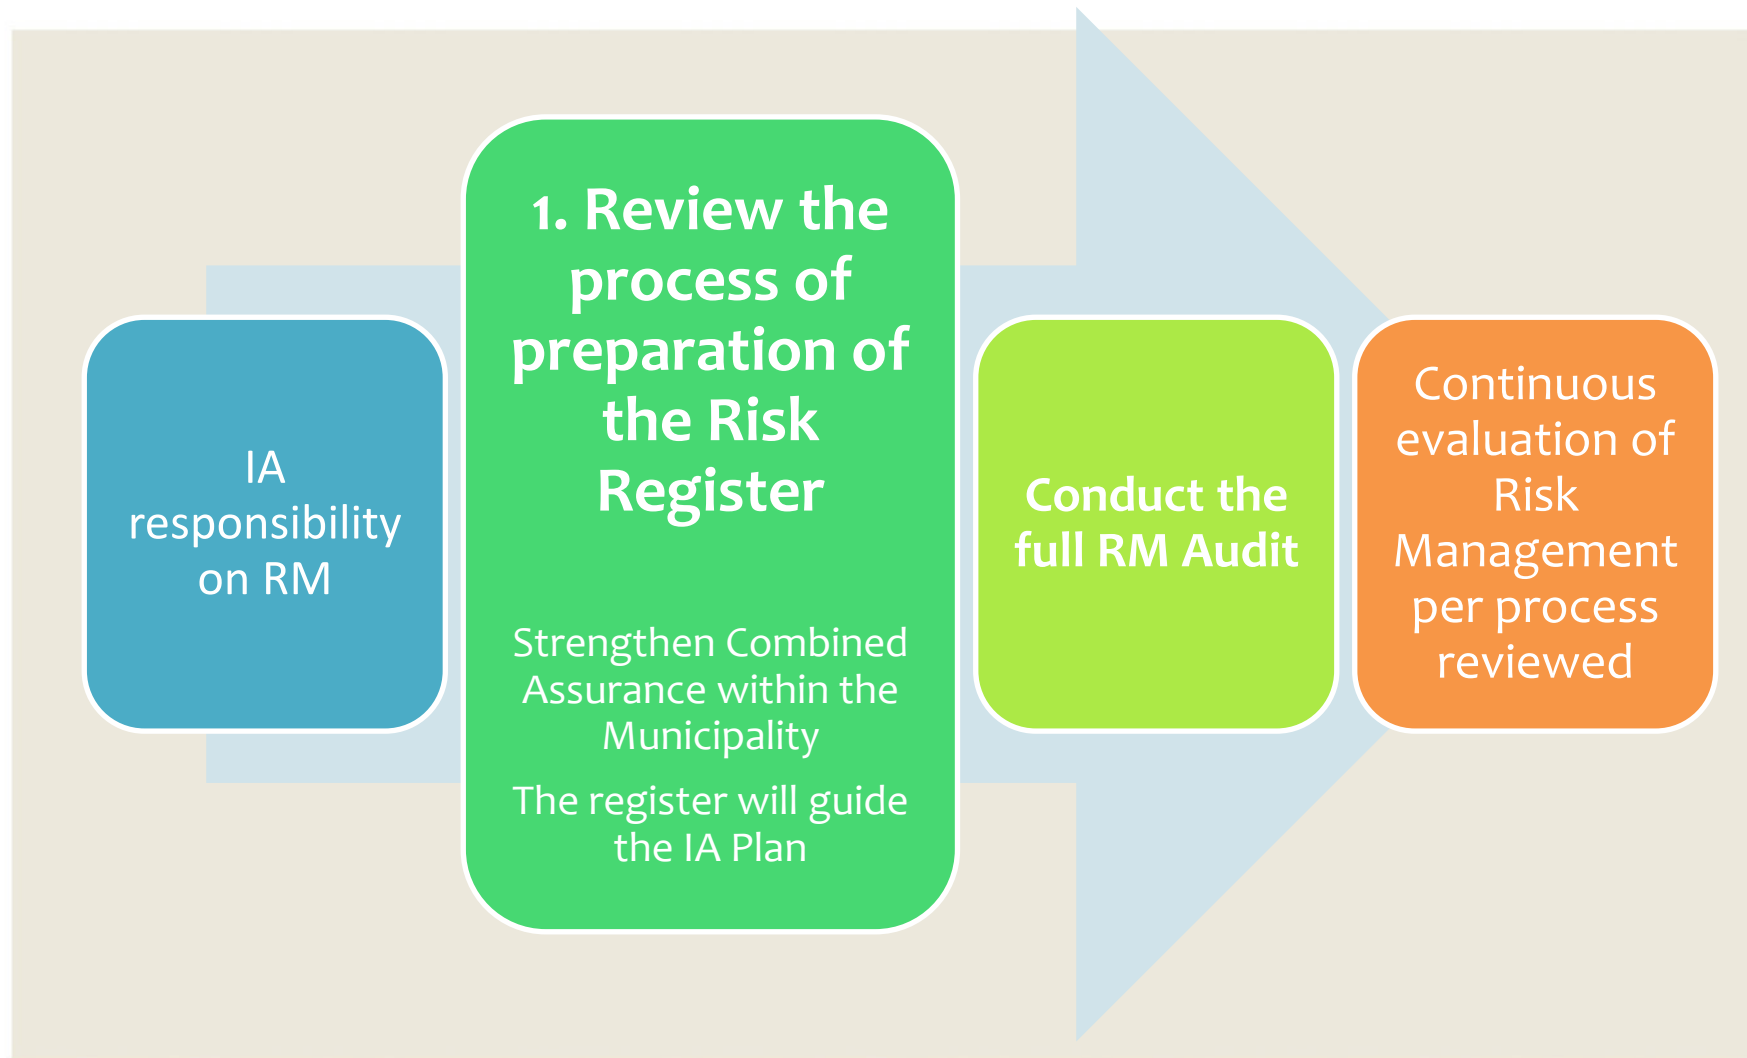 IA
responsibility
on RM
1. Review the
process of
preparation of
the Risk
Register
Strengthen Combined
Assurance within the
Municipality
The register will guide
the IA Plan
Conduct the
full RM Audit
Continuous
evaluation of
Risk
Management
per process
reviewed